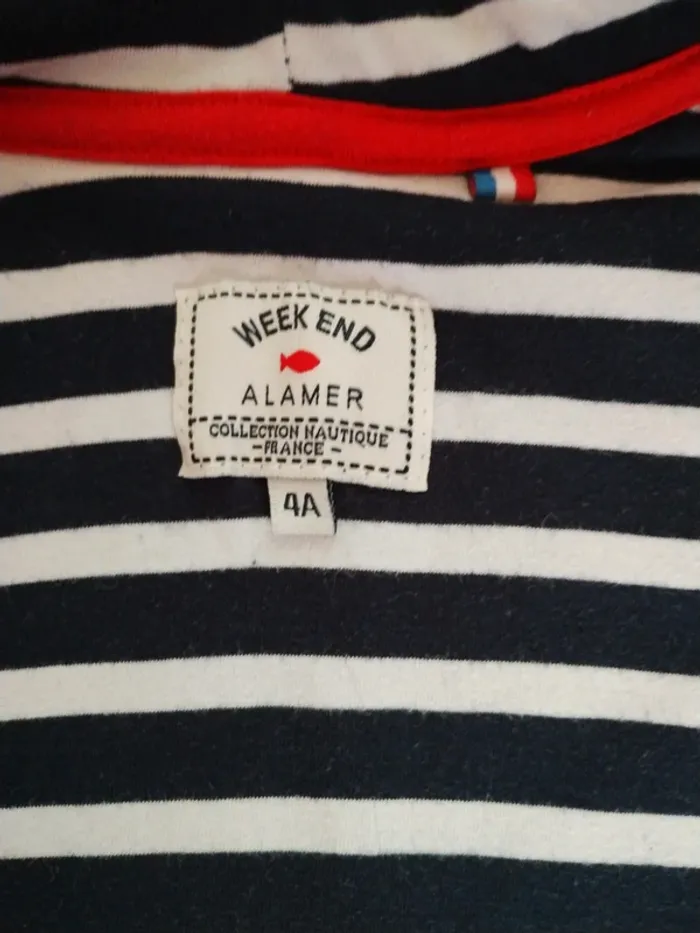 WEEK END
ALAMER
COLLECTION NAUTIQUE
-FRANCE-
4A